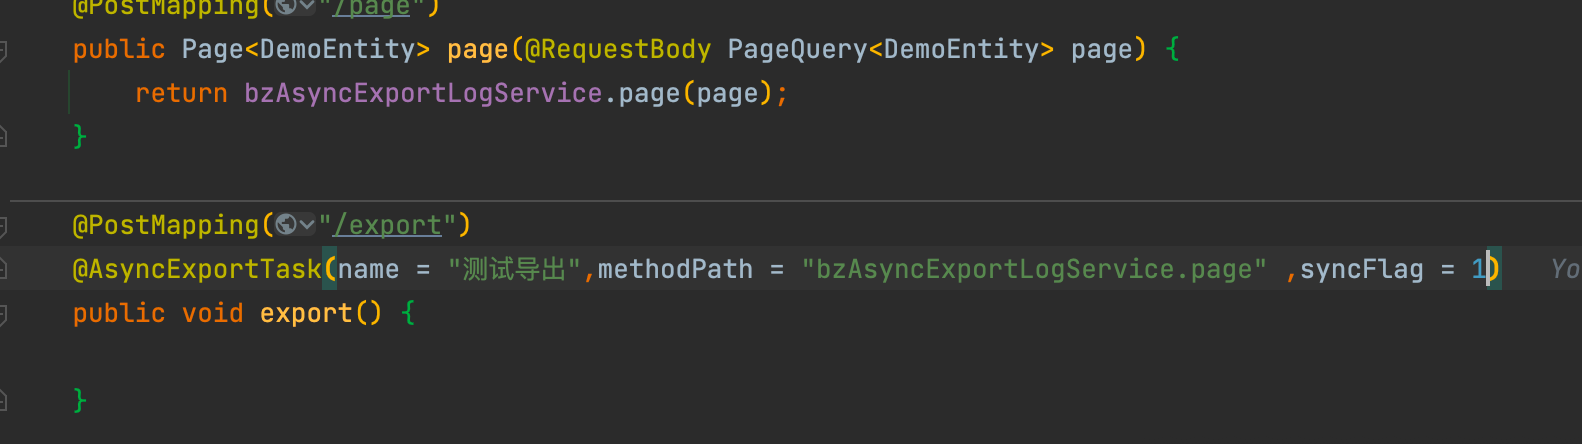 @PostMapping("/page")
public Page<DemoEntity> page(@RequestBody PageQuery<DemoEntity> page) {
return bzAsyncExportLogService.page(page);
}
@PostMapping("/export")
@AsyncExportTask(name = "测试导出",methodPath = "bzAsyncExportLogService.page" ,syncFlag = 1) Yo
public void export() {
}